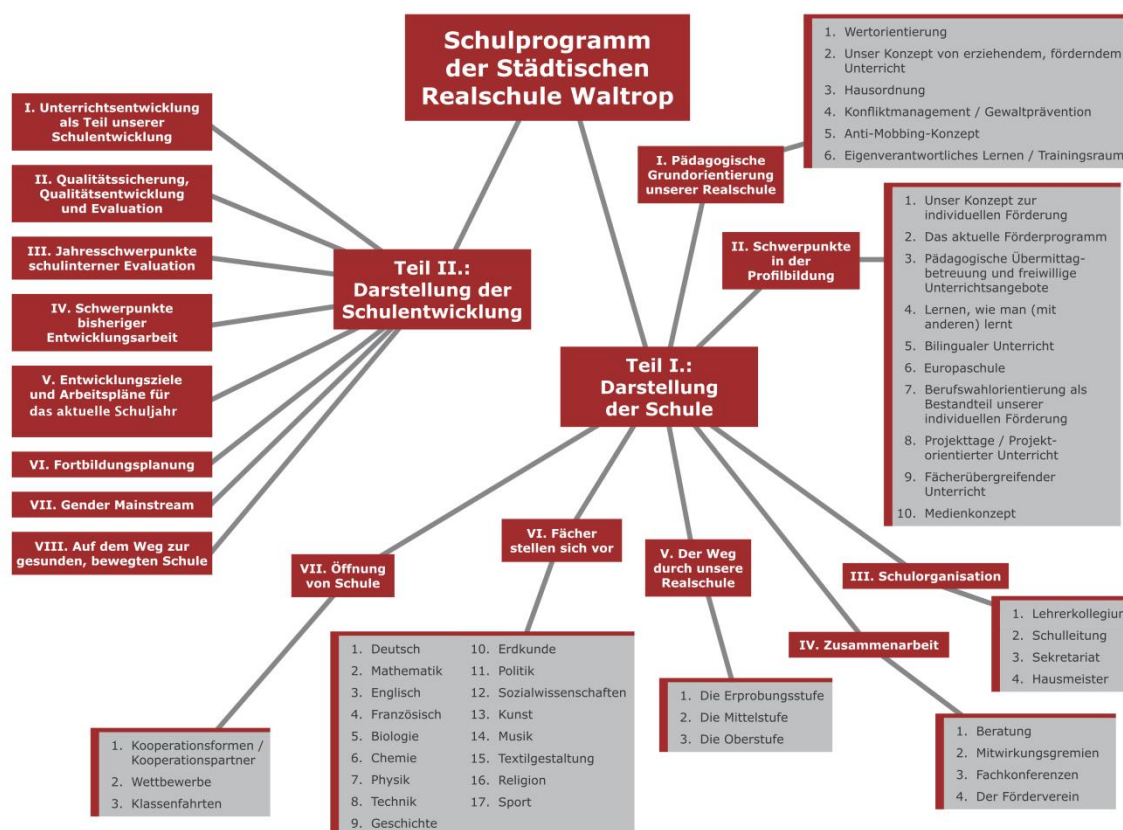 Schulprogramm
der Städtischen
Realschule Waltrop
I. Unterrichtsentwicklung
als Teil unserer
Schulentwicklung
II. Qualitätssicherung,
Qualitätsentwicklung
und Evaluation
III. Jahresschwerpunkte
schulinterner Evaluation
IV. Schwerpunkte
bisheriger
Entwicklungsarbeit
V. Entwicklungsziele
und Arbeitspläne für
das aktuelle Schuljahr
VI. Fortbildungsplanung
VII. Gender Mainstream
VIII. Auf dem Weg zur
gesunden, bewegten Schule
Teil II.:
Darstellung der
Schulentwicklung
Teil I.:
Darstellung
der Schule
I. Pädagogische
Grundorientierung
unserer Realschule
1. Wertorientierung
2. Unser Konzept von erziehendem, förderndem
Unterricht
3. Hausordnung
4. Konfliktmanagement / Gewaltprävention
5. Anti-Mobbing-Konzept
6. Eigenverantwortliches Lernen / Trainingsraum
II. Schwerpunkte
in der
Profilbildung
1. Unser Konzept zur
individuellen Förderung
2. Das aktuelle Förderprogramm
3. Pädagogische Übermittag-
betreuung und freiwillige
Unterrichtsangebote
4. Lernen, wie man (mit
anderen) lernt
5. Bilingualer Unterricht
6. Europaschule
7. Berufswahlorientierung als
Bestandteil unserer
individuellen Förderung
8. Projekttage / Projekt-
orientierter Unterricht
9. Fächerübergreifender
Unterricht
10. Medienkonzept
III. Schulorganisation
1. Lehrerkollegium
2. Schulleitung
3. Sekretariat
4. Hausmeister
IV. Zusammenarbeit
1. Beratung
2. Mitwirkungsgremien
3. Fachkonferenzen
4. Der Förderverein
V. Der Weg
durch unsere
Realschule
1. Die Erprobungsstufe
2. Die Mittelstufe
3. Die Oberstufe
VI. Fächer
stellen sich vor
1. Deutsch
2. Mathematik
3. Englisch
4. Französisch
5. Biologie
6. Chemie
7. Physik
8. Technik
9. Geschichte
10. Erdkunde
11. Politik
12. Sozialwissenschaften
13. Kunst
14. Musik
15. Textilgestaltung
16. Religion
17. Sport
VII. Öffnung
von Schule
1. Kooperationsformen /
Kooperationspartner
2. Wettbewerbe
3. Klassenfahrten